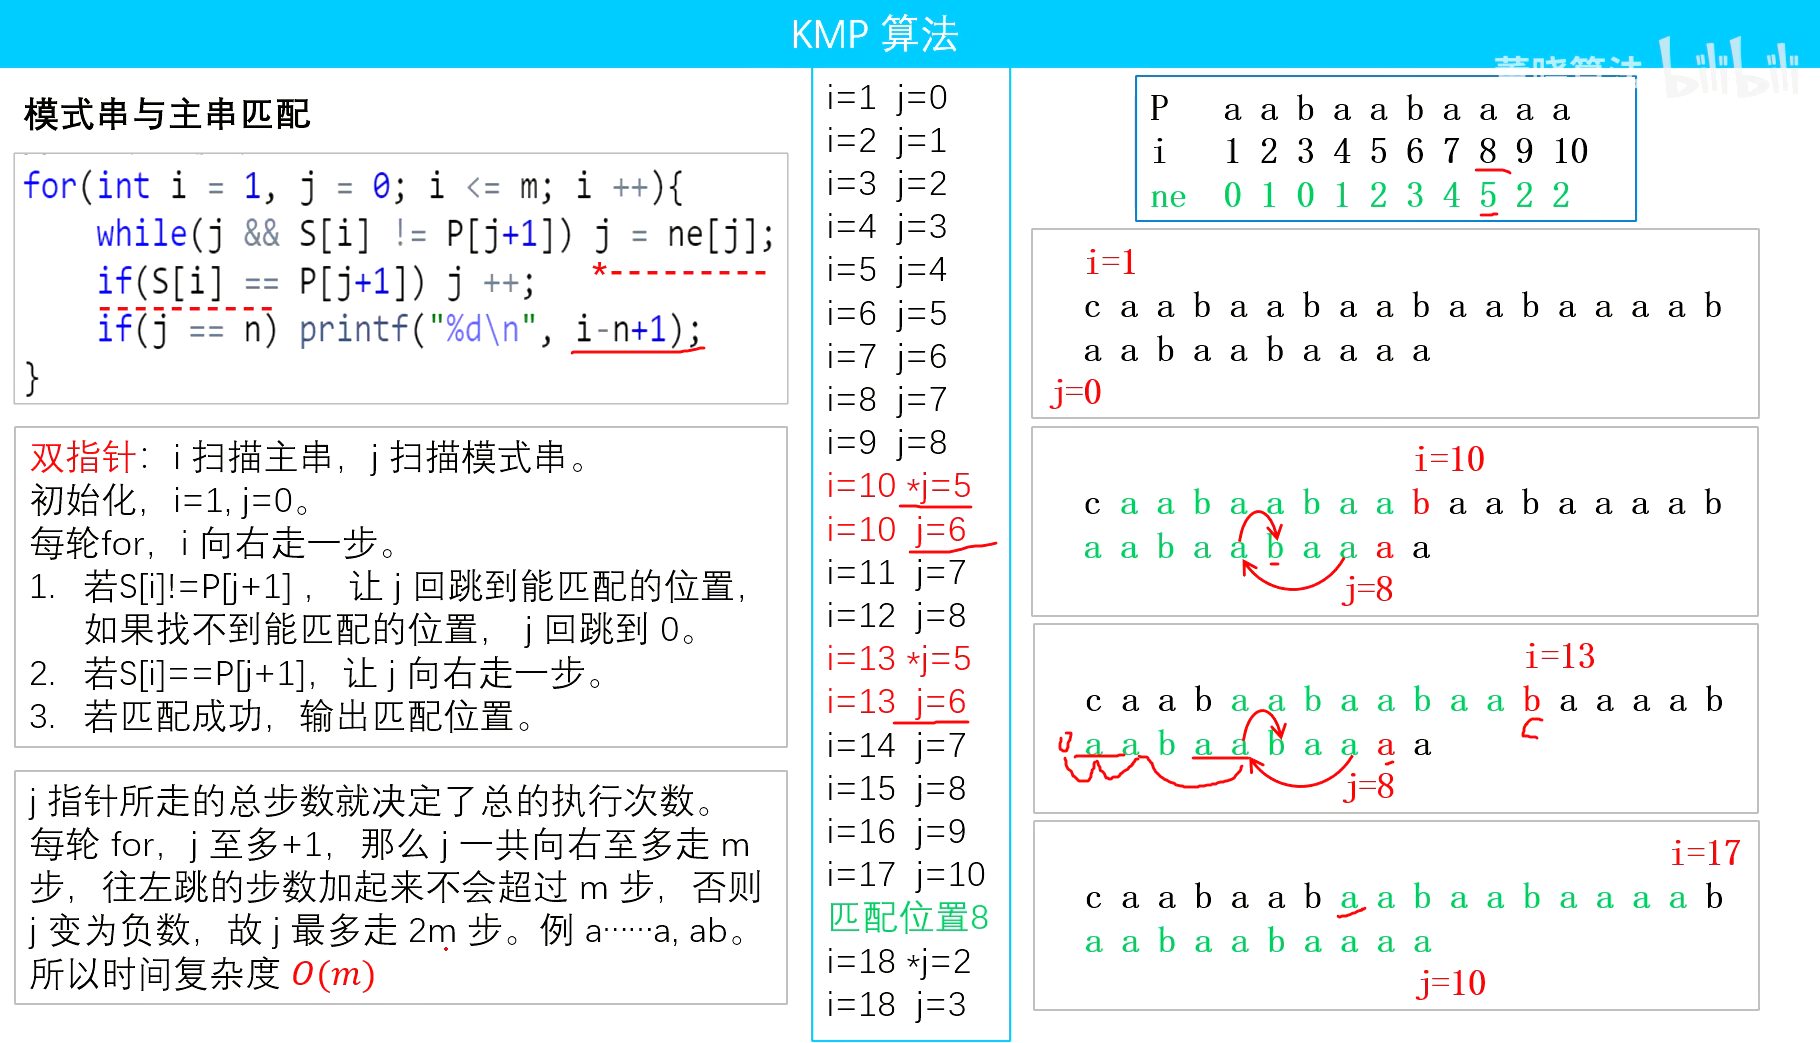 KMP 算法
董晓算法 bilibili
模式串与主串匹配
for(int i = 1, j = 0; i <= m; i ++){
while(j && S[i] != P[j+1]) j = ne[j];
*---------
if(S[i] == P[j+1]) j ++;
if(j == n) printf("%d\n", i-n+1);
}
双指针：i 扫描主串，j 扫描模式串。
初始化，i=1, j=0。
每轮for，i 向右走一步。
1. 若S[i]!=P[j+1] ， 让 j 回跳到能匹配的位置，
如果找不到能匹配的位置， j 回跳到 0。
2. 若S[i]==P[j+1]，让 j 向右走一步。
3. 若匹配成功，输出匹配位置。
j 指针所走的总步数就决定了总的执行次数。
每轮 for，j 至多+1，那么 j 一共向右至多走 m
步，往左跳的步数加起来不会超过 m 步，否则
j 变为负数，故 j 最多走 2m 步。例 a……a, ab。
所以时间复杂度 O(m)
i=1 j=0
i=2 j=1
i=3 j=2
i=4 j=3
i=5 j=4
i=6 j=5
i=7 j=6
i=8 j=7
i=9 j=8
i=10 *j=5
i=10 j=6
i=11 j=7
i=12 j=8
i=13 *j=5
i=13 j=6
i=14 j=7
i=15 j=8
i=16 j=9
i=17 j=10
匹配位置8
i=18 *j=2
i=18 j=3
P a a b a a b a a a a
i 1 2 3 4 5 6 7 8 9 10
ne 0 1 0 1 2 3 4 5 2 2
i=1
c a a b a a b a a b a a b a a a a b
a a b a a b a a a a
j=0
i=10
c a a b a a b a a b a a b a a a a b
a a b a a b a a a a
j=8
i=13
c a a b a a b a a b a a b a a a a b
0 a a b a a b a a a a
c
j=8
i=17
c a a b a a b a a b a a b a a a a b
a a b a a b a a a a
j=10